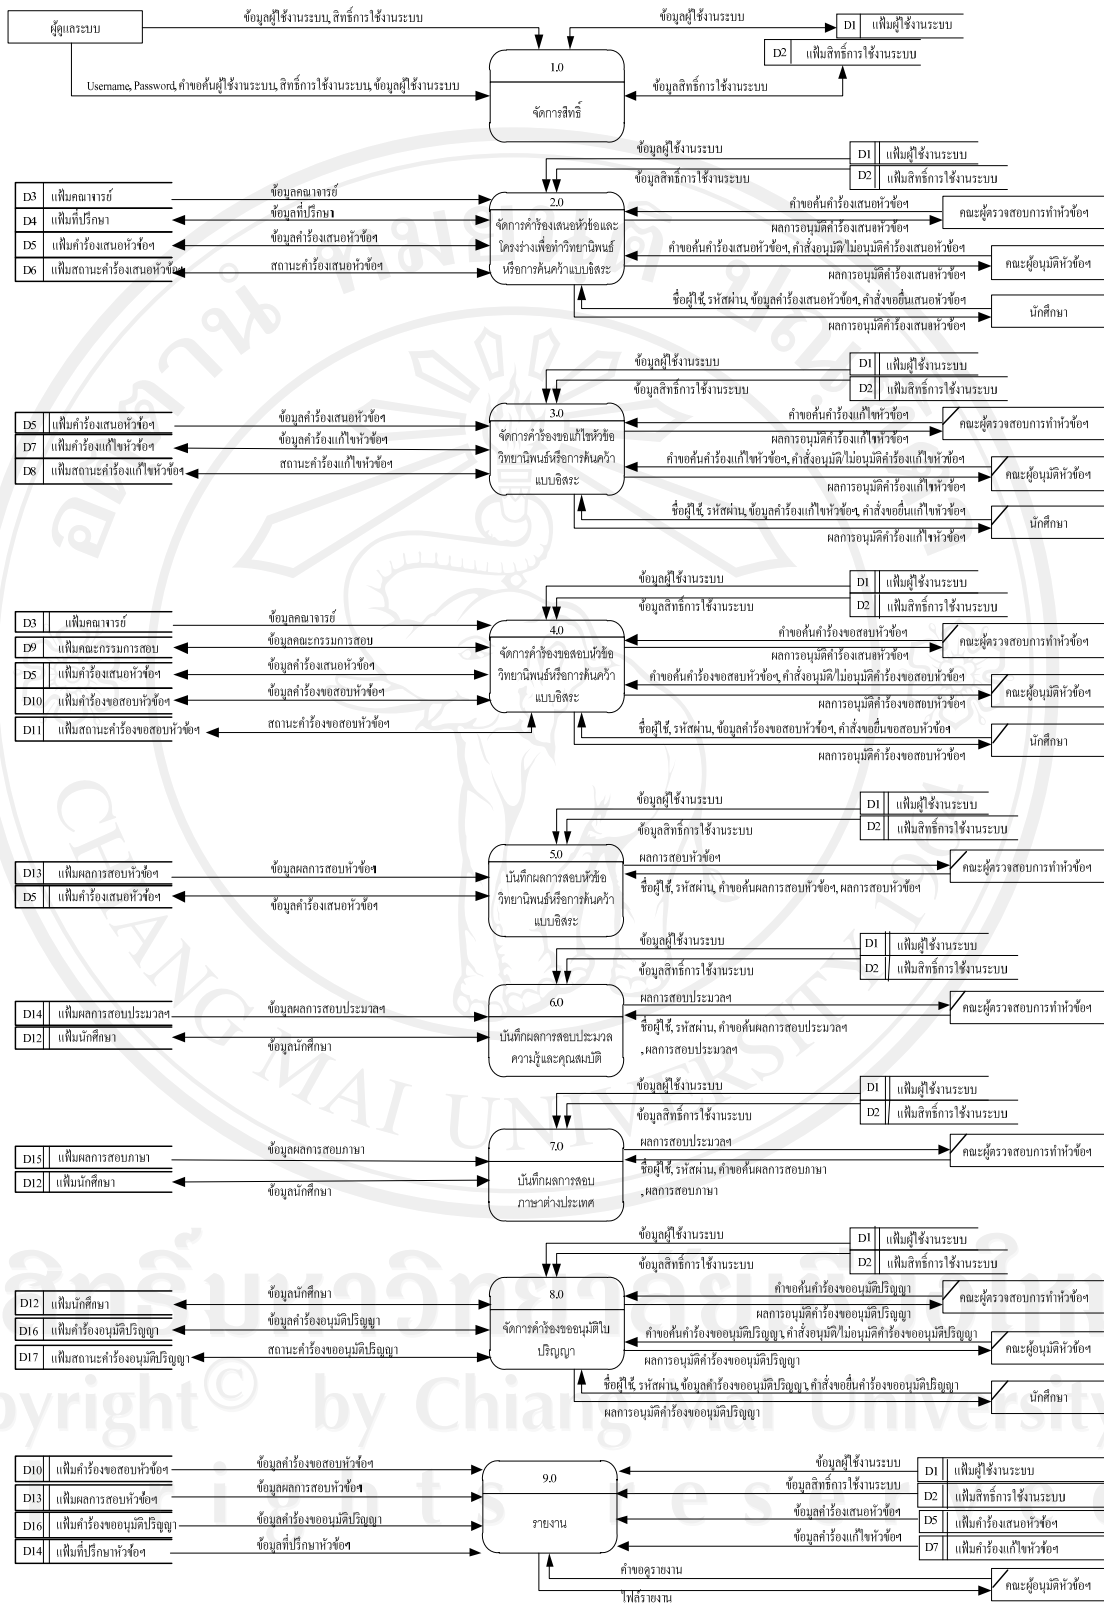 ข้อมูลผู้ใช้งานระบบ, สิทธิ์การใช้งานระบบ
ข้อมูลผู้ใช้งานระบบ
ผู้ดูแลระบบ
D1 แฟ้มผู้ใช้งานระบบ
D2 แฟ้มสิทธิ์การใช้งานระบบ
1.0
Username, Password, คำขอค้นผู้ใช้งานระบบ, สิทธิ์การใช้งานระบบ, ข้อมูลผู้ใช้งานระบบ
ข้อมูลสิทธิ์การใช้งานระบบ
จัดการสิทธิ์
ข้อมูลผู้ใช้งานระบบ
D1 แฟ้มผู้ใช้งานระบบ
ข้อมูลสิทธิ์การใช้งานระบบ
D2 แฟ้มสิทธิ์การใช้งานระบบ
D3 แฟ้มคณาจารย์
ข้อมูลคณาจารย์
D4 แฟ้มที่ปรึกษา
ข้อมูลที่ปรึกษา
D5 แฟ้มคำร้องเสนอหัวข้อฯ
ข้อมูลคำร้องเสนอหัวข้อฯ
D6 แฟ้มสถานะคำร้องเสนอหัวข้อฯ
สถานะคำร้องเสนอหัวข้อฯ
2.0
จัดการคำร้องเสนอหัวข้อและ
โครงร่างเพื่อทำวิทยานิพนธ์
หรือการค้นคว้าแบบอิสระ
คำขอค้นคำร้องเสนอหัวข้อฯ
ผลการอนุมัติคำร้องเสนอหัวข้อฯ
คณะผู้ตรวจสอบการทำหัวข้อฯ
คำขอค้นคำร้องเสนอหัวข้อฯ, คำสั่งอนุมัติ/ไม่อนุมัติคำร้องเสนอหัวข้อฯ
ผลการอนุมัติคำร้องเสนอหัวข้อฯ
คณะผู้อนุมัติหัวข้อฯ
ชื่อผู้ใช้, รหัสผ่าน, ข้อมูลคำร้องเสนอหัวข้อฯ, คำสั่งขอยื่นเสนอหัวข้อฯ
ผลการอนุมัติคำร้องเสนอหัวข้อฯ
นักศึกษา
ข้อมูลผู้ใช้งานระบบ
D1 แฟ้มผู้ใช้งานระบบ
ข้อมูลสิทธิ์การใช้งานระบบ
D2 แฟ้มสิทธิ์การใช้งานระบบ
D5 แฟ้มคำร้องเสนอหัวข้อฯ
ข้อมูลคำร้องเสนอหัวข้อฯ
D7 แฟ้มคำร้องแก้ไขหัวข้อฯ
ข้อมูลคำร้องแก้ไขหัวข้อฯ
D8 แฟ้มสถานะคำร้องแก้ไขหัวข้อฯ
สถานะคำร้องแก้ไขหัวข้อฯ
3.0
จัดการคำร้องขอแก้ไขหัวข้อ
วิทยานิพนธ์หรือการค้นคว้า
แบบอิสระ
คำขอค้นคำร้องแก้ไขหัวข้อฯ
ผลการอนุมัติคำร้องแก้ไขหัวข้อฯ
คณะผู้ตรวจสอบการทำหัวข้อฯ
คำขอค้นคำร้องแก้ไขหัวข้อฯ, คำสั่งอนุมัติ/ไม่อนุมัติคำร้องแก้ไขหัวข้อฯ
ผลการอนุมัติคำร้องแก้ไขหัวข้อฯ
คณะผู้อนุมัติหัวข้อฯ
ชื่อผู้ใช้, รหัสผ่าน, ข้อมูลคำร้องแก้ไขหัวข้อฯ, คำสั่งขอยื่นแก้ไขหัวข้อฯ
ผลการอนุมัติคำร้องแก้ไขหัวข้อฯ
นักศึกษา
ข้อมูลผู้ใช้งานระบบ
D1 แฟ้มผู้ใช้งานระบบ
ข้อมูลสิทธิ์การใช้งานระบบ
D2 แฟ้มสิทธิ์การใช้งานระบบ
D3 แฟ้มคณาจารย์
ข้อมูลคณาจารย์
D9 แฟ้มคณะกรรมการสอบ
ข้อมูลคณะกรรมการสอบ
D5 แฟ้มคำร้องเสนอหัวข้อฯ
ข้อมูลคำร้องเสนอหัวข้อฯ
D10 แฟ้มคำร้องขอสอบหัวข้อฯ
ข้อมูลคำร้องขอสอบหัวข้อฯ
D11 แฟ้มสถานะคำร้องขอสอบหัวข้อฯ
สถานะคำร้องขอสอบหัวข้อฯ
4.0
จัดการคำร้องขอสอบหัวข้อ
วิทยานิพนธ์หรือการค้นคว้า
แบบอิสระ
คำขอค้นคำร้องขอสอบหัวข้อฯ
ผลการอนุมัติคำร้องเสนอหัวข้อฯ
คณะผู้ตรวจสอบการทำหัวข้อฯ
คำขอค้นคำร้องขอสอบหัวข้อฯ, คำสั่งอนุมัติ/ไม่อนุมัติคำร้องขอสอบหัวข้อฯ
ผลการอนุมัติคำร้องขอสอบหัวข้อฯ
คณะผู้อนุมัติหัวข้อฯ
ชื่อผู้ใช้, รหัสผ่าน, ข้อมูลคำร้องขอสอบหัวข้อฯ, คำสั่งขอยื่นขอสอบหัวข้อฯ
ผลการอนุมัติคำร้องขอสอบหัวข้อฯ
นักศึกษา
ข้อมูลผู้ใช้งานระบบ
D1 แฟ้มผู้ใช้งานระบบ
ข้อมูลสิทธิ์การใช้งานระบบ
D2 แฟ้มสิทธิ์การใช้งานระบบ
D13 แฟ้มผลการสอบหัวข้อฯ
ข้อมูลผลการสอบหัวข้อฯ
D5 แฟ้มคำร้องเสนอหัวข้อฯ
ข้อมูลคำร้องเสนอหัวข้อฯ
5.0
บันทึกผลการสอบหัวข้อ
วิทยานิพนธ์หรือการค้นคว้า
แบบอิสระ
ผลการสอบหัวข้อฯ
ชื่อผู้ใช้, รหัสผ่าน, คำขอค้นผลการสอบหัวข้อฯ, ผลการสอบหัวข้อฯ
คณะผู้ตรวจสอบการทำหัวข้อฯ
ข้อมูลผู้ใช้งานระบบ
D1 แฟ้มผู้ใช้งานระบบ
ข้อมูลสิทธิ์การใช้งานระบบ
D2 แฟ้มสิทธิ์การใช้งานระบบ
D14 แฟ้มผลการสอบประมวลฯ
ข้อมูลผลการสอบประมวลฯ
D12 แฟ้มนักศึกษา
ข้อมูลนักศึกษา
6.0
บันทึกผลการสอบประมวล
ความรู้และคุณสมบัติ
ผลการสอบประมวลฯ
ชื่อผู้ใช้, รหัสผ่าน, คำขอค้นผลการสอบประมวลฯ
, ผลการสอบประมวลฯ
คณะผู้ตรวจสอบการทำหัวข้อฯ
ข้อมูลผู้ใช้งานระบบ
D1 แฟ้มผู้ใช้งานระบบ
ข้อมูลสิทธิ์การใช้งานระบบ
D2 แฟ้มสิทธิ์การใช้งานระบบ
D15 แฟ้มผลการสอบภาษา
ข้อมูลผลการสอบภาษา
D12 แฟ้มนักศึกษา
ข้อมูลนักศึกษา
7.0
บันทึกผลการสอบ
ภาษาต่างประเทศ
ผลการสอบประมวลฯ
ชื่อผู้ใช้, รหัสผ่าน, คำขอค้นผลการสอบภาษา
, ผลการสอบภาษา
คณะผู้ตรวจสอบการทำหัวข้อฯ
ข้อมูลผู้ใช้งานระบบ
D1 แฟ้มผู้ใช้งานระบบ
ข้อมูลสิทธิ์การใช้งานระบบ
D2 แฟ้มสิทธิ์การใช้งานระบบ
D12 แฟ้มนักศึกษา
ข้อมูลนักศึกษา
D16 แฟ้มคำร้องอนุมัติปริญญา
ข้อมูลคำร้องอนุมัติปริญญา
D17 แฟ้มสถานะคำร้องอนุมัติปริญญา
สถานะคำร้องขออนุมัติปริญญา
8.0
จัดการคำร้องขออนุมัติใบ
ปริญญา
คำขอค้นคำร้องขออนุมัติปริญญา
ผลการอนุมัติคำร้องขออนุมัติปริญญา
คณะผู้ตรวจสอบการทำหัวข้อฯ
คำขอค้นคำร้องขออนุมัติปริญญา, คำสั่งอนุมัติ/ไม่อนุมัติคำร้องขออนุมัติปริญญา
ผลการอนุมัติคำร้องขออนุมัติปริญญา
คณะผู้อนุมัติหัวข้อฯ
ชื่อผู้ใช้, รหัสผ่าน, ข้อมูลคำร้องขออนุมัติปริญญา, คำสั่งขอยื่นคำร้องขออนุมัติปริญญา
ผลการอนุมัติคำร้องขออนุมัติปริญญา
นักศึกษา
D10 แฟ้มคำร้องขอสอบหัวข้อฯ
ข้อมูลคำร้องขอสอบหัวข้อฯ
D13 แฟ้มผลการสอบหัวข้อฯ
ข้อมูลผลการสอบหัวข้อฯ
D16 แฟ้มคำร้องขออนุมัติปริญญา
ข้อมูลคำร้องขออนุมัติปริญญา
D14 แฟ้มที่ปรึกษาหัวข้อฯ
ข้อมูลที่ปรึกษาหัวข้อฯ
9.0
รายงาน
ข้อมูลผู้ใช้งานระบบ
D1 แฟ้มผู้ใช้งานระบบ
ข้อมูลสิทธิ์การใช้งานระบบ
D2 แฟ้มสิทธิ์การใช้งานระบบ
ข้อมูลคำร้องเสนอหัวข้อฯ
D5 แฟ้มคำร้องเสนอหัวข้อฯ
ข้อมูลคำร้องแก้ไขหัวข้อฯ
D7 แฟ้มคำร้องแก้ไขหัวข้อฯ
คำขอดูรายงาน
ไฟล์รายงาน
คณะผู้อนุมัติหัวข้อฯ
CHIANG MAI UNIVERSITY
by Chiang Mai University